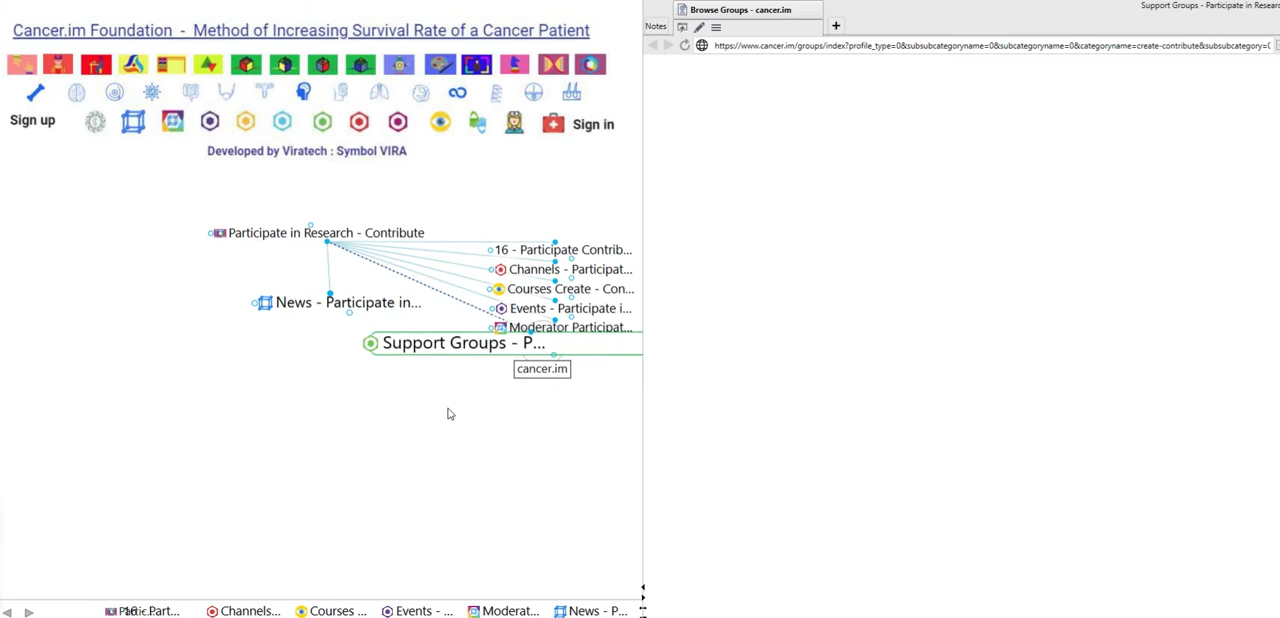 Cancer.im Foundation - Method of Increasing Survival Rate of a Cancer Patient
Sign up
Sign in
Developed by Viratech : Symbol VIRA
Participate in Research - Contribute
16 - Participate Contrib...
Channels - Participat...
Courses Create - Con...
News - Participate in...
Events - Participate i...
Moderator Participat...
Support Groups - P...
cancer.im
Channels...
Courses ...
Events - ...
Moderat...
News - P...
Browse Groups - cancer.im
Support Groups - Participate in Researc
Notes
https://www.cancer.im/groups/index?profile_type=0&subsubcategoryname=0&subcategoryname=0&categoryname=create-contribute&subsubcategory=0